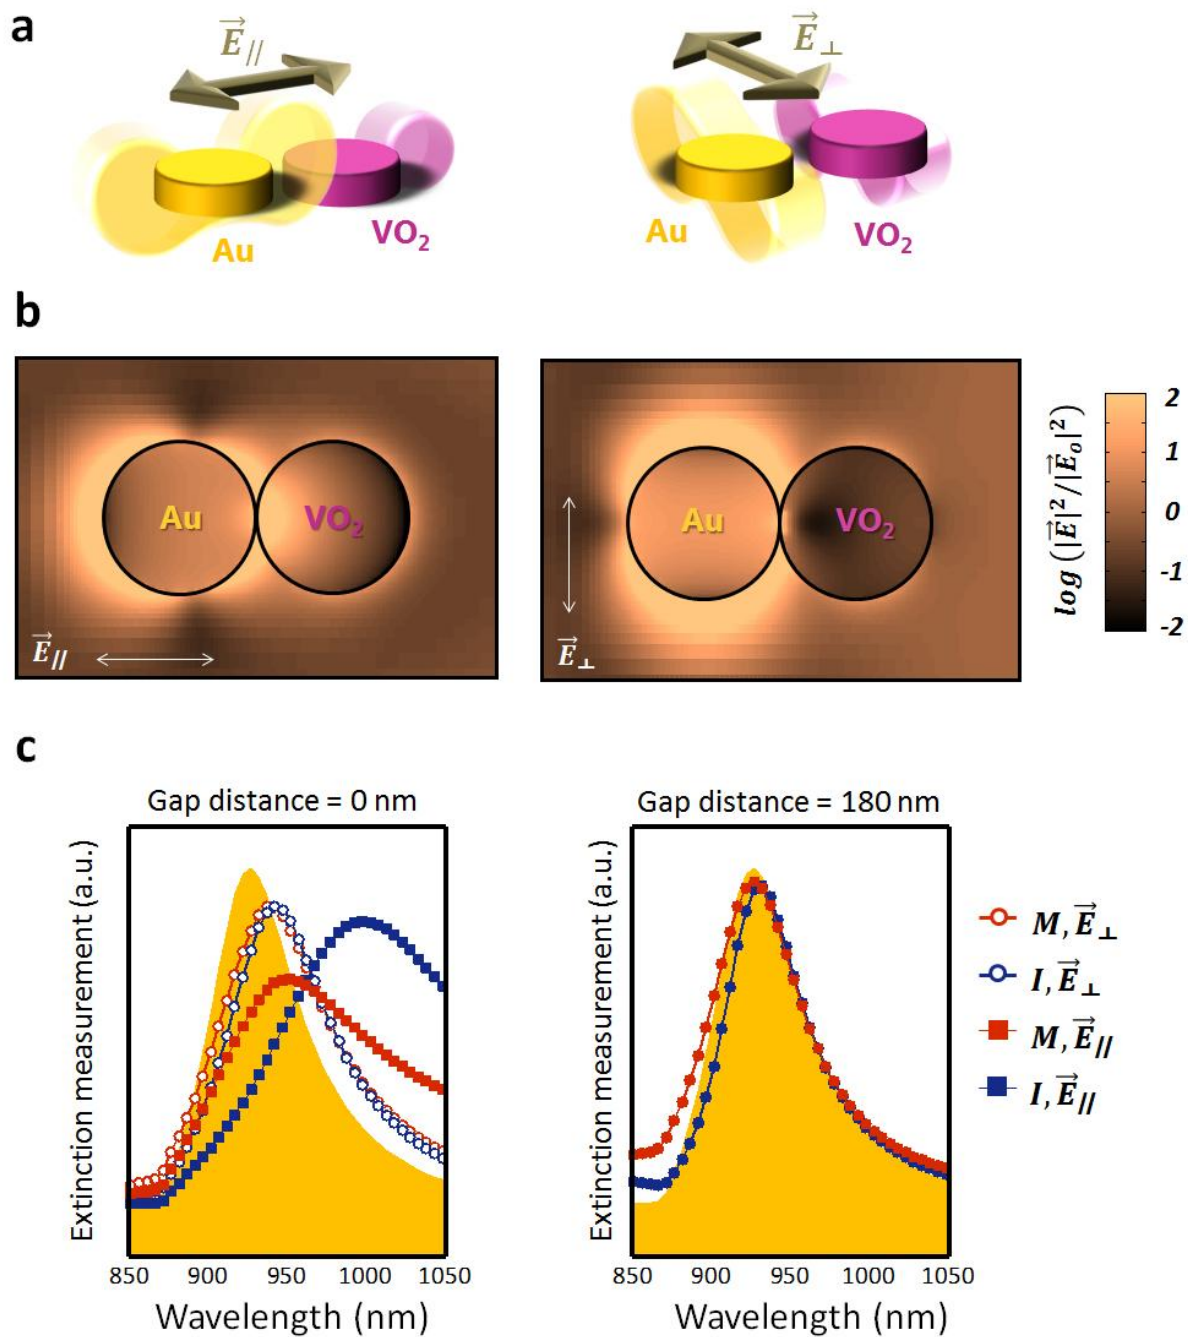 a
E⃗//
E⃗⊥
Au
VO₂
Au
VO₂
b
Au
VO₂
E⃗//
Au
VO₂
E⃗⊥
log (|E⃗|²/|E⃗₀|²)
2
1
0
-1
-2
c
Gap distance = 0 nm
Extinction measurement (a.u.)
850 900 950 1000 1050
Wavelength (nm)
Gap distance = 180 nm
Extinction measurement (a.u.)
850 900 950 1000 1050
Wavelength (nm)
M, E⃗⊥
I, E⃗⊥
M, E⃗//
I, E⃗//